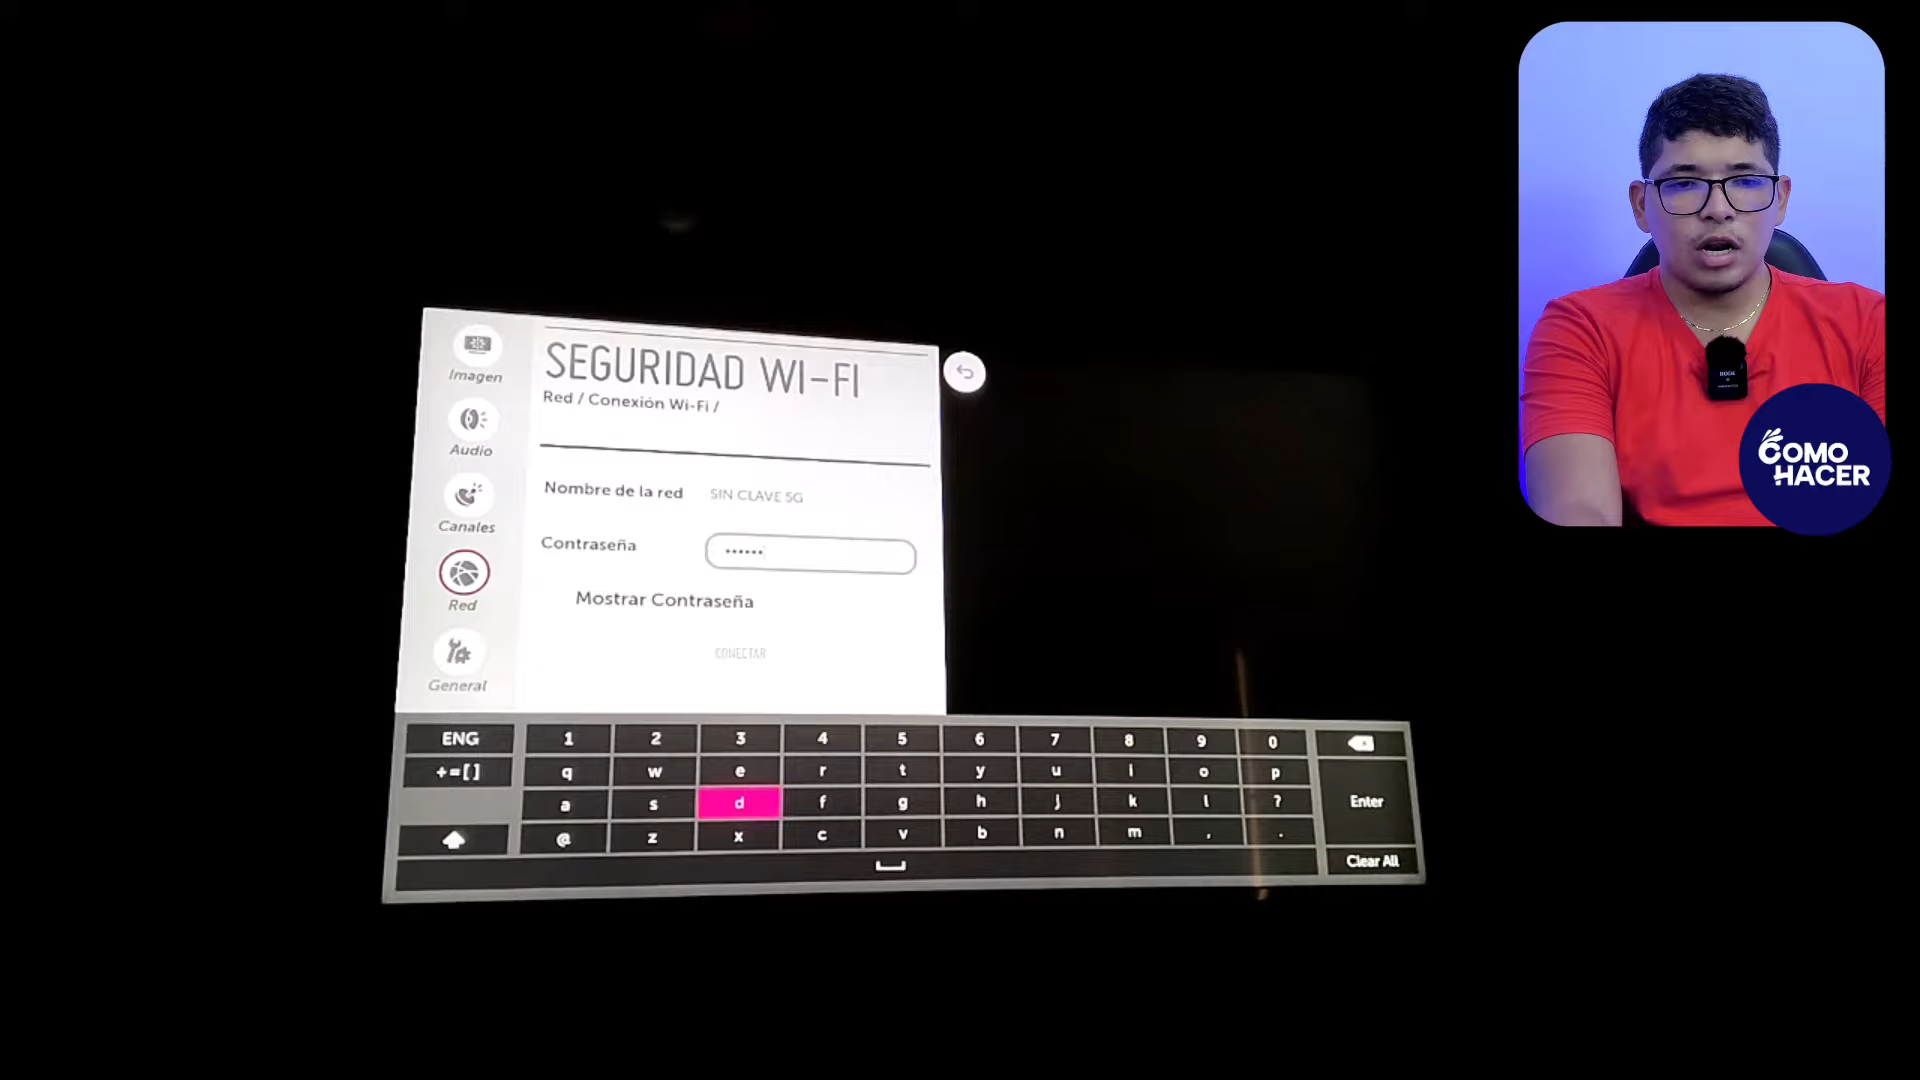 SEGURIDAD WI-FI
Red / Conexión Wi-Fi /
Imagen
Audio
Canales
Red
General
Nombre de la red SIN CLAVE 5G
Contraseña ••••••
Mostrar Contraseña
CONECTAR
ENG 1 2 3 4 5 6 7 8 9 0
+=[] q w e r t y u i o p
a s d f g h j k l ? Enter
@ z x c v b n m , .
Clear All
RODE
COMO
HACER